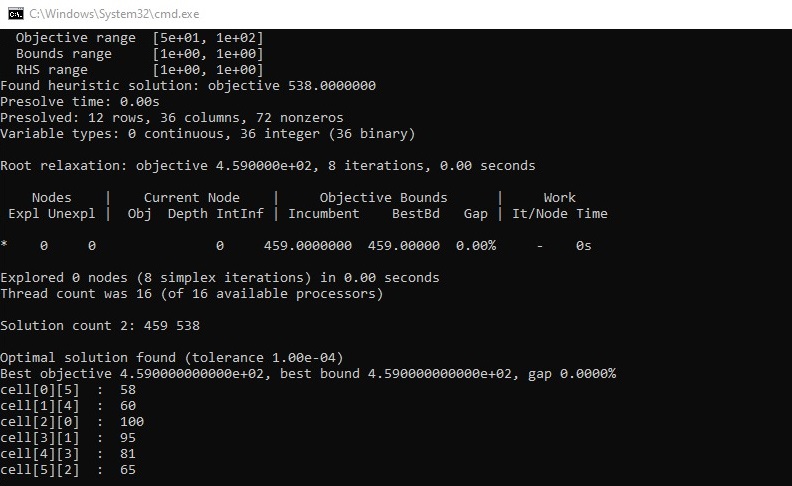 C:\Windows\System32\cmd.exe
Objective range [5e+01, 1e+02]
Bounds range [1e+00, 1e+00]
RHS range [1e+00, 1e+00]
Found heuristic solution: objective 538.0000000
Presolve time: 0.00s
Presolved: 12 rows, 36 columns, 72 nonzeros
Variable types: 0 continuous, 36 integer (36 binary)
Root relaxation: objective 4.590000e+02, 8 iterations, 0.00 seconds
Nodes | Current Node | Objective Bounds | Work
Expl Unexpl | Obj Depth IntInf | Incumbent BestBd Gap | It/Node Time
* 0 0 0 459.0000000 459.00000 0.00% - 0s
Explored 0 nodes (8 simplex iterations) in 0.00 seconds
Thread count was 16 (of 16 available processors)
Solution count 2: 459 538
Optimal solution found (tolerance 1.00e-04)
Best objective 4.590000000000e+02, best bound 4.590000000000e+02, gap 0.0000%
cell[0][5] : 58
cell[1][4] : 60
cell[2][0] : 100
cell[3][1] : 95
cell[4][3] : 81
cell[5][2] : 65